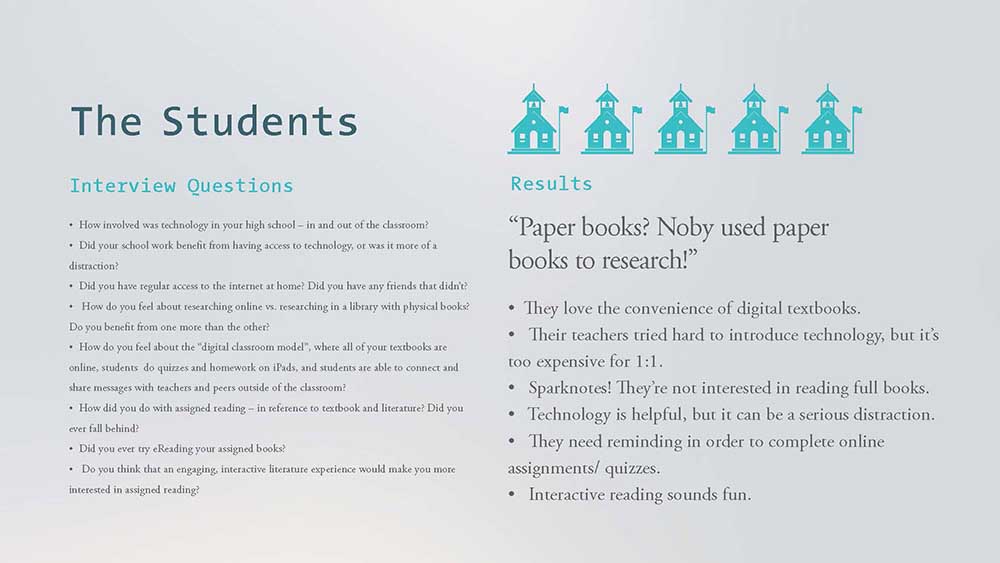 The Students
Interview Questions
• How involved was technology in your high school – in and out of the classroom?
• Did your school work benefit from having access to technology, or was it more of a
distraction?
• Did you have regular access to the internet at home? Did you have any friends that didn't?
• How do you feel about researching online vs. researching in a library with physical books?
Do you benefit from one more than the other?
• How do you feel about the “digital classroom model”, where all of your textbooks are
online, students do quizzes and homework on iPads, and students are able to connect and
share messages with teachers and peers outside of the classroom?
• How did you do with assigned reading – in reference to textbook and literature? Did you
ever fall behind?
• Did you ever try eReading your assigned books?
• Do you think that an engaging, interactive literature experience would make you more
interested in assigned reading?
Results
“Paper books? Noby used paper
books to research!”
• They love the convenience of digital textbooks.
• Their teachers tried hard to introduce technology, but it's
too expensive for 1:1.
• Sparknotes! They're not interested in reading full books.
• Technology is helpful, but it can be a serious distraction.
• They need reminding in order to complete online
assignments/ quizzes.
• Interactive reading sounds fun.